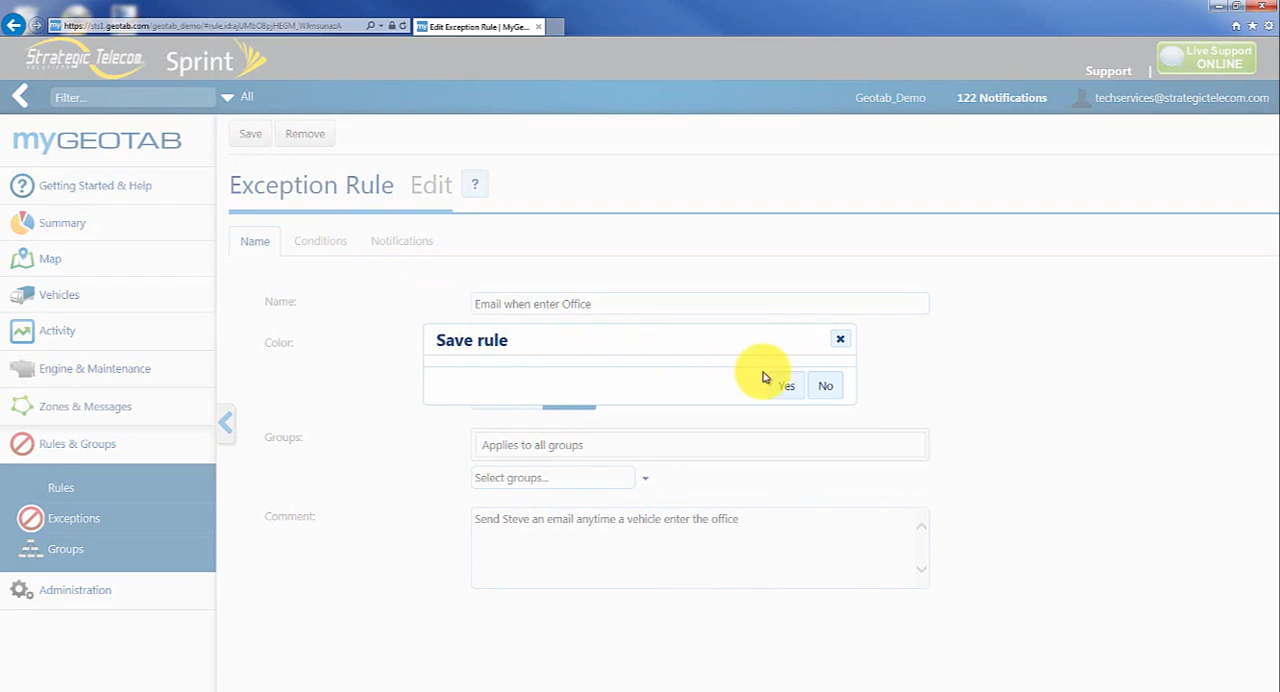 https://sts1.geotab.com/geotab_demo/#rule,id:
Edit Exception Rule | MyGe...
Strategic Telecom
SOLUTIONS
Sprint
Support
|
Live Support
ONLINE
Filter...
All
Geotab_Demo
122 Notifications
techservices@strategictelecom.com
myGEOTAB
Save
Remove
Exception Rule Edit
?
Getting Started & Help
Summary
Map
Vehicles
Activity
Engine & Maintenance
Zones & Messages
Rules & Groups
Rules
Exceptions
Groups
Administration
Name
Conditions
Notifications
Name:
Email when enter Office
Color:
Save rule
Yes
No
Groups:
Applies to all groups
Select groups...
Comment:
Send Steve an email anytime a vehicle enter the office